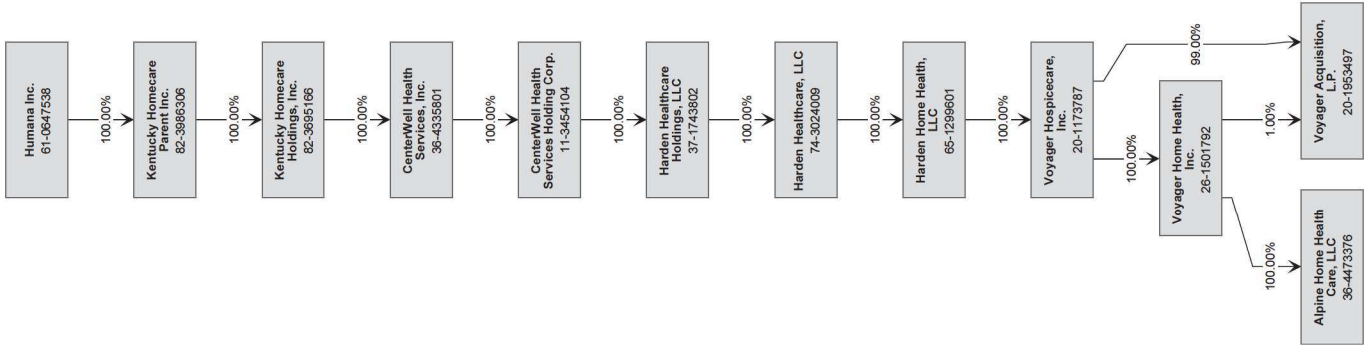 Humana Inc.
61-0647538
100.00%
Kentucky Homecare
Parent Inc.
82-3986306
100.00%
Kentucky Homecare
Holdings, Inc.
82-3695166
100.00%
CenterWell Health
Services, Inc.
36-4335801
100.00%
CenterWell Health
Services Holding Corp.
11-3454104
100.00%
Harden Healthcare
Holdings, LLC
37-1743802
100.00%
Harden Healthcare, LLC
74-3024009
100.00%
Harden Home Health,
LLC
65-1299601
100.00%
Voyager Hospicecare,
Inc.
20-1173787
100.00%
99.00%
Voyager Home Health,
Inc.
26-1501792
100.00%
1.00%
Alpine Home Health
Care, LLC
36-4473376
Voyager Acquisition,
L.P.
20-1953497